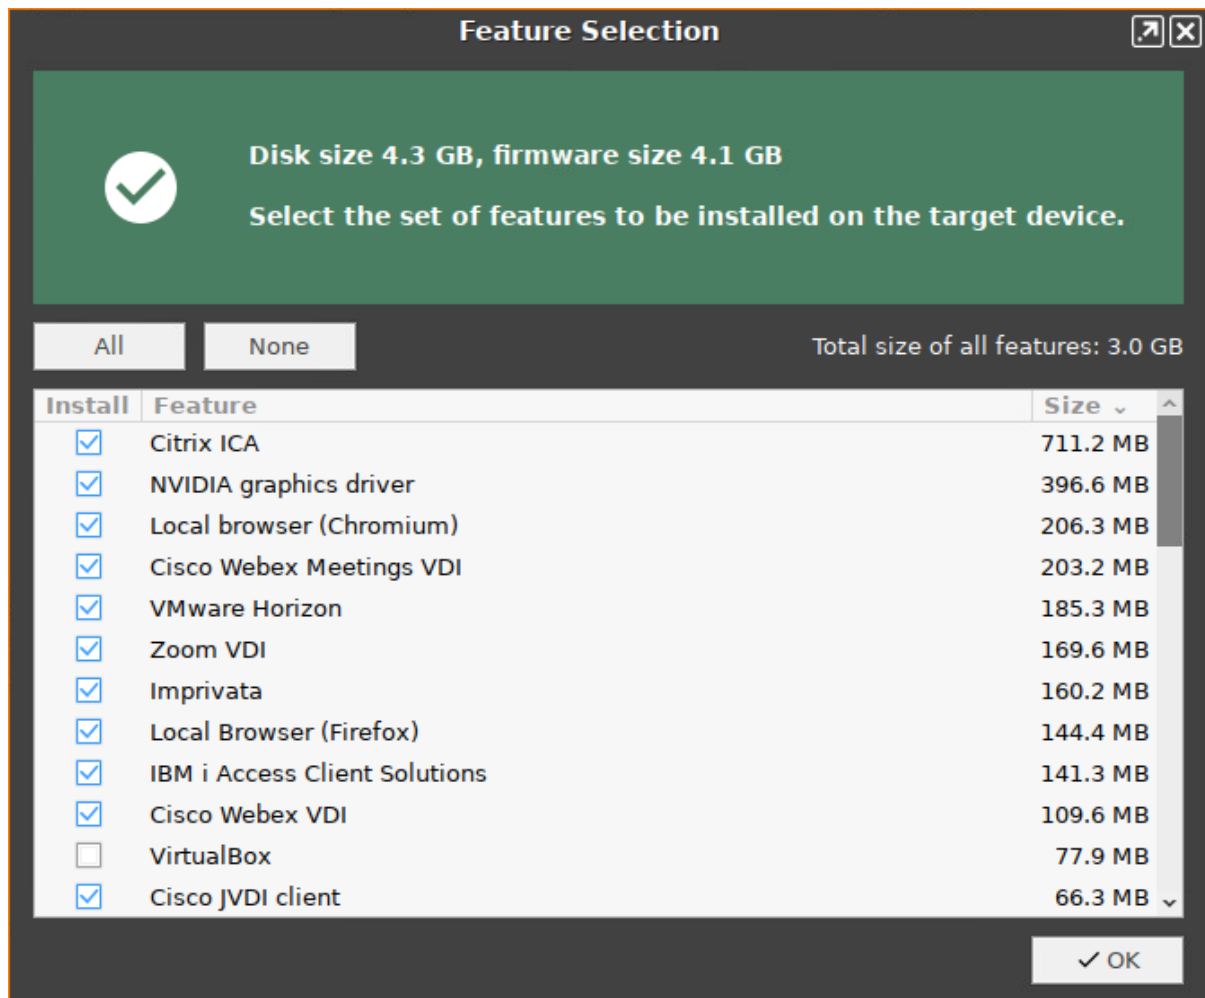 Feature Selection
Disk size 4.3 GB, firmware size 4.1 GB
Select the set of features to be installed on the target device.
All None Total size of all features: 3.0 GB
Install Feature Size
Citrix ICA 711.2 MB
NVIDIA graphics driver 396.6 MB
Local browser (Chromium) 206.3 MB
Cisco Webex Meetings VDI 203.2 MB
VMware Horizon 185.3 MB
Zoom VDI 169.6 MB
Imprivata 160.2 MB
Local Browser (Firefox) 144.4 MB
IBM i Access Client Solutions 141.3 MB
Cisco Webex VDI 109.6 MB
VirtualBox 77.9 MB
Cisco JVDI client 66.3 MB
OK